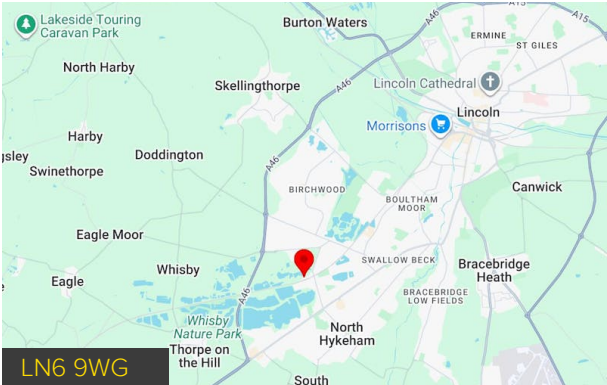 Lakeside Touring
Caravan Park
Burton Waters
A46
A15
A15
ERMINE
ST GILES
North Harby
Skellingthorpe
A46
Lincoln Cathedral
Lincoln
Morrisons
Harby
Doddington
gsley
Swinethorpe
A46
BIRCHWOOD
BOULTHAM
MOOR
Canwick
Eagle Moor
Whisby
SWALLOW BECK
Bracebridge
Heath
Eagle
A46
BRACEBRIDGE
LOW FIELDS
Whisby
Nature Park
North
Hykeham
Thorpe on
the Hill
LN6 9WG
South